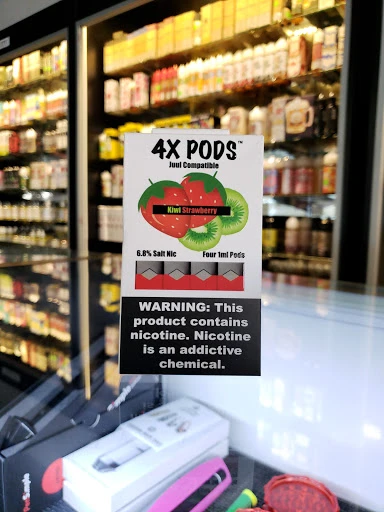 4X PODS™
Juul Compatible
Kiwi Strawberry
6.8% Salt Nic
Four 1ml Pods
WARNING: This
product contains
nicotine. Nicotine
is an addictive
chemical.